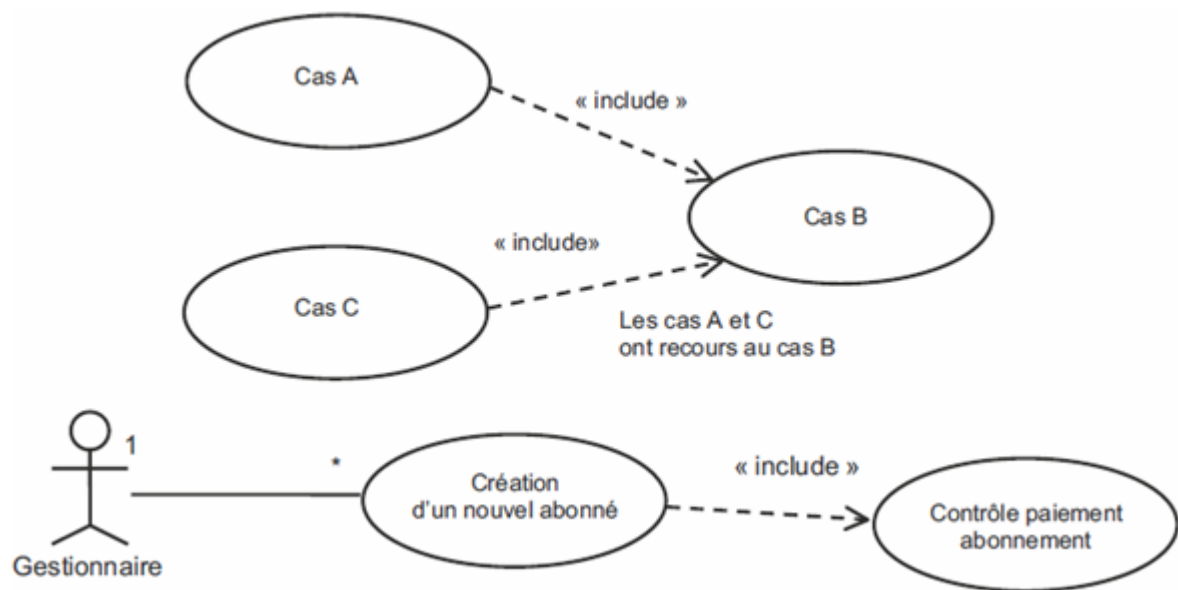 Cas A
« include »
Cas B
« include»
Cas C
Les cas A et C
ont recours au cas B
1
*
« include »
Création
d'un nouvel abonné
Contrôle paiement
abonnement
Gestionnaire